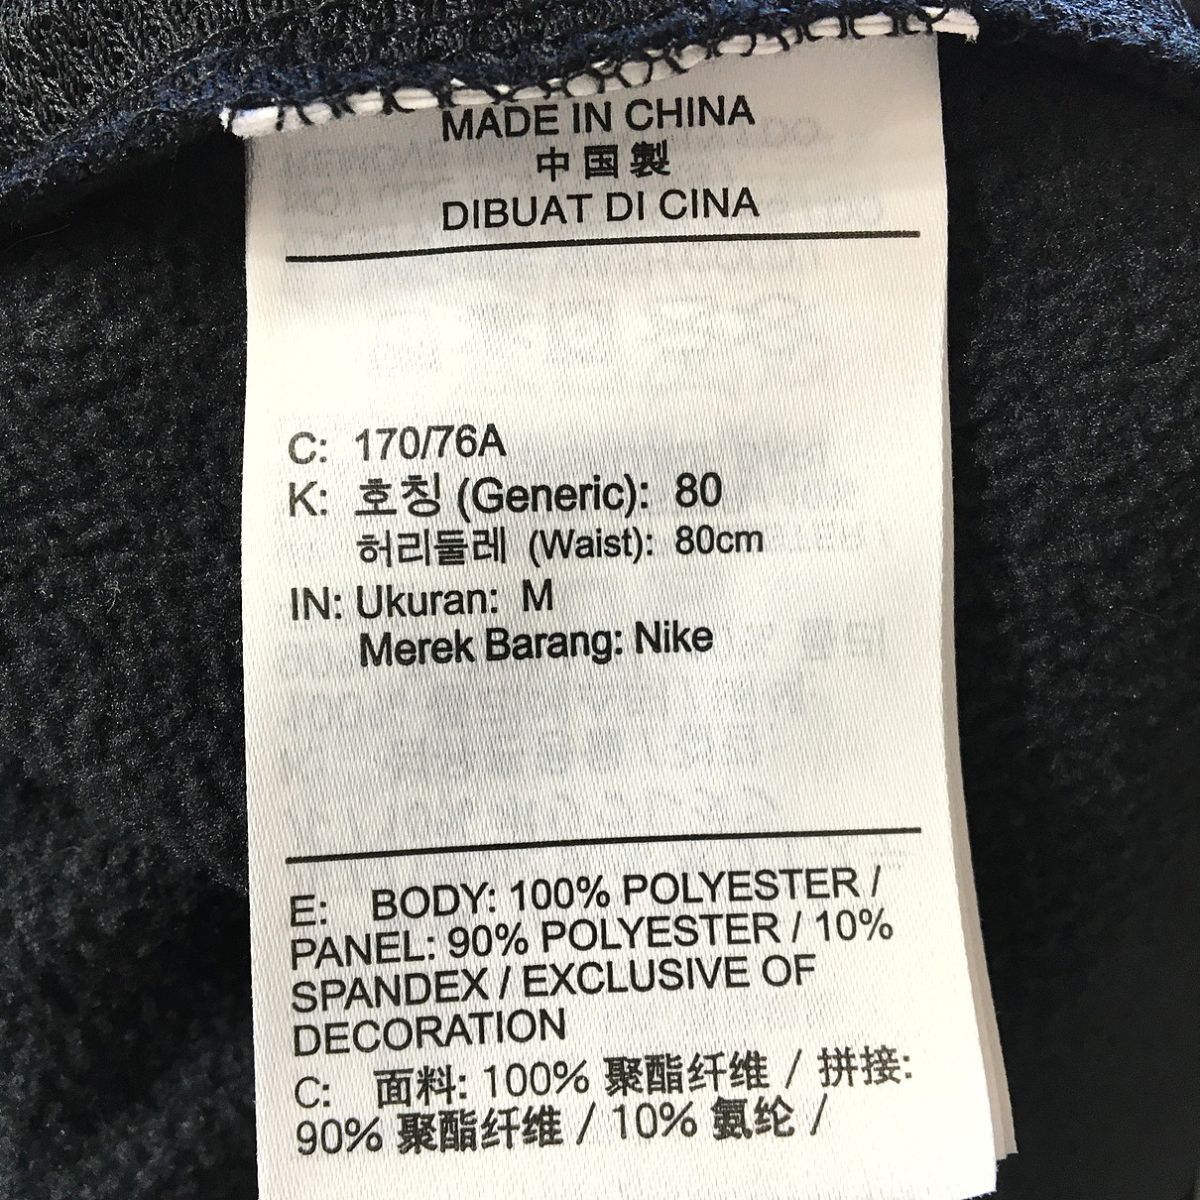 MADE IN CHINA
中国製
DIBUAT DI CINA
C: 170/76A
K: 호칭 (Generic): 80
허리둘레 (Waist): 80cm
IN: Ukuran: M
Merek Barang: Nike
E: BODY: 100% POLYESTER /
PANEL: 90% POLYESTER / 10%
SPANDEX / EXCLUSIVE OF
DECORATION
C: 面料: 100% 聚酯纤维 / 拼接:
90% 聚酯纤维 / 10% 氨纶 /